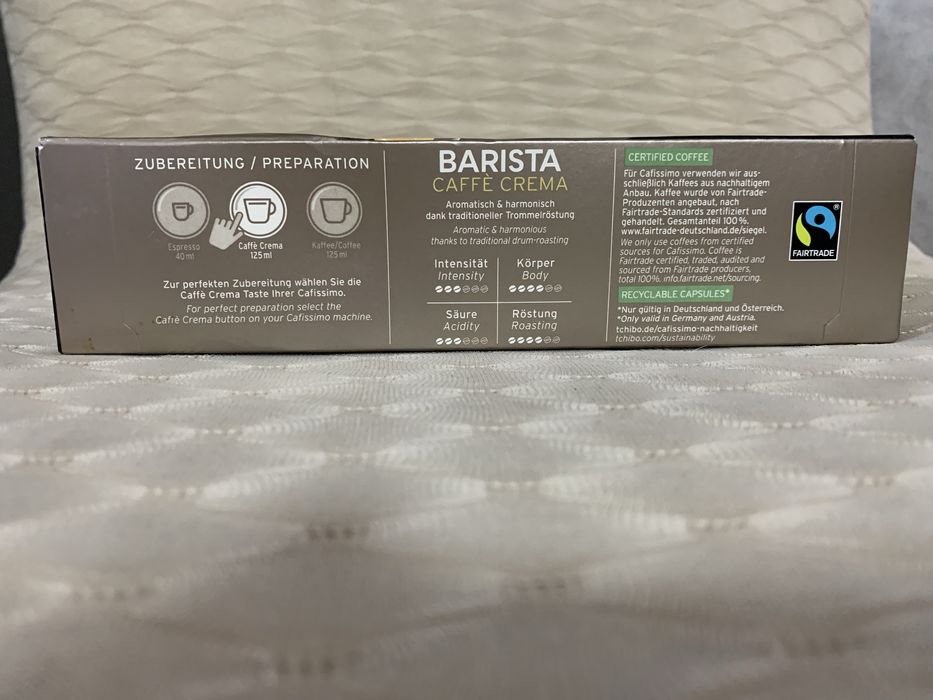 ZUBEREITUNG / PREPARATION
Espresso
40 ml
Caffè Crema
125 ml
Kaffee/Coffee
125 ml
Zur perfekten Zubereitung wählen Sie die
Caffè Crema Taste Ihrer Cafissimo.
For perfect preparation select the
Caffè Crema button on your Cafissimo machine.
BARISTA
CAFFÈ CREMA
Aromatisch & harmonisch
dank traditioneller Trommelröstung
Aromatic & harmonious
thanks to traditional drum-roasting
Intensität
Intensity
Körper
Body
Säure
Acidity
Röstung
Roasting
CERTIFIED COFFEE
Für Cafissimo verwenden wir aus-
schließlich Kaffees aus nachhaltigem
Anbau. Kaffee wurde von Fairtrade-
Produzenten angebaut, nach
Fairtrade-Standards zertifiziert und
gehandelt. Gesamtanteil 100 %.
www.fairtrade-deutschland.de/siegel.
We only use coffees from certified
sources for Cafissimo. Coffee is
Fairtrade certified, traded, audited and
sourced from Fairtrade producers,
total 100%. info.fairtrade.net/sourcing.
RECYCLABLE CAPSULES*
*Nur gültig in Deutschland und Österreich.
*Only valid in Germany and Austria.
tchibo.de/cafissimo-nachhaltigkeit
tchibo.com/sustainability
®
FAIRTRADE